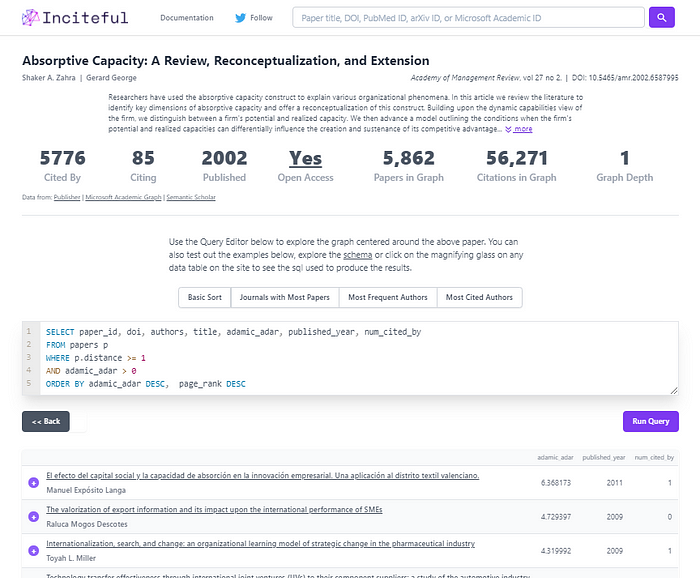 Inciteful
Documentation
Follow
Paper title, DOI, PubMed ID, arXiv ID, or Microsoft Academic ID
Absorptive Capacity: A Review, Reconceptualization, and Extension
Shaker A. Zahra | Gerard George
Academy of Management Review, vol 27 no 2. | DOI: 10.5465/amr.2002.6587995
Researchers have used the absorptive capacity construct to explain various organizational phenomena. In this article we review the literature to
identify key dimensions of absorptive capacity and offer a reconceptualization of this construct. Building upon the dynamic capabilities view of
the firm, we distinguish between a firm's potential and realized capacity. We then advance a model outlining the conditions when the firm's
potential and realized capacities can differentially influence the creation and sustenance of its competitive advantage... more
5776 85 2002 Yes 5,862 56,271 1
Cited By Citing Published Open Access Papers in Graph Citations in Graph Graph Depth
Data from: Publisher | Microsoft Academic Graph | Semantic Scholar
Use the Query Editor below to explore the graph centered around the above paper. You can
also test out the examples below, explore the schema or click on the magnifying glass on any
data table on the site to see the sql used to produce the results.
Basic Sort Journals with Most Papers Most Frequent Authors Most Cited Authors
1 SELECT paper_id, doi, authors, title, adamic_adar, published_year, num_cited_by
2 FROM papers p
3 WHERE p.distance >= 1
4 AND adamic_adar > 0
5 ORDER BY adamic_adar DESC, page_rank DESC
<< Back
Run Query
adamic_adar published_year num_cited_by
El efecto del capital social y la capacidad de absorción en la innovación empresarial. Una aplicación al distrito textil valenciano.
Manuel Expósito Langa
6.368173 2011 1
The valorization of export information and its impact upon the international performance of SMEs
Raluca Mogos Descotes
4.729397 2009 0
Internationalization, search, and change: an organizational learning model of strategic change in the pharmaceutical industry
Toyah L. Miller
4.319992 2009 1
Technology transfer effectiveness through international joint ventures (IJVs) to their component suppliers: a study of the automotive industry